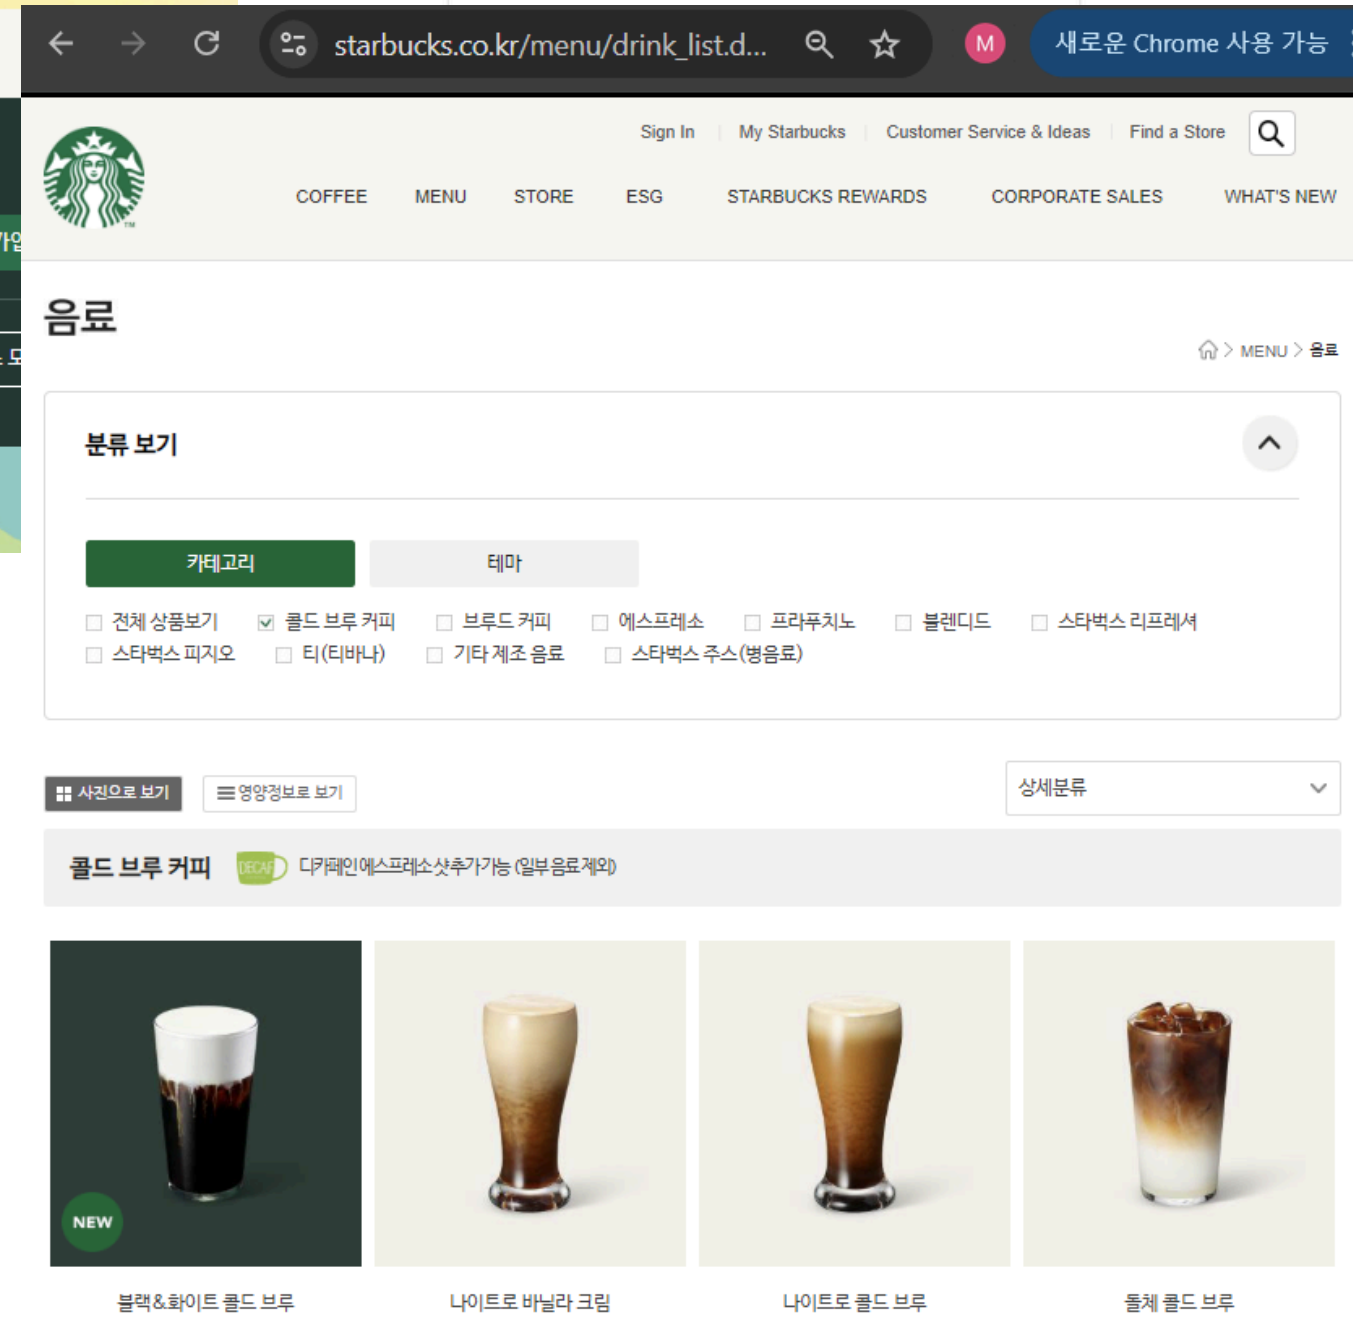 starbucks.co.kr/menu/drink_list.d...
M
새로운 Chrome 사용 가능
Sign In My Starbucks Customer Service & Ideas Find a Store
COFFEE MENU STORE ESG STARBUCKS REWARDS CORPORATE SALES WHAT'S NEW
음료
MENU > 음료
분류 보기
카테고리 테마
전체 상품보기 콜드 브루 커피 브루드 커피 에스프레소 프라푸치노 블렌디드 스타벅스 리프레셔
스타벅스 피지오 티(티바나) 기타 제조 음료 스타벅스 주스(병음료)
사진으로 보기 영양정보로 보기 상세분류
콜드 브루 커피 DECAF 디카페인 에스프레소 샷 추가 가능 (일부 음료 제외)
NEW
블랙&화이트 콜드 브루 나이트로 바닐라 크림 나이트로 콜드 브루 돌체 콜드 브루